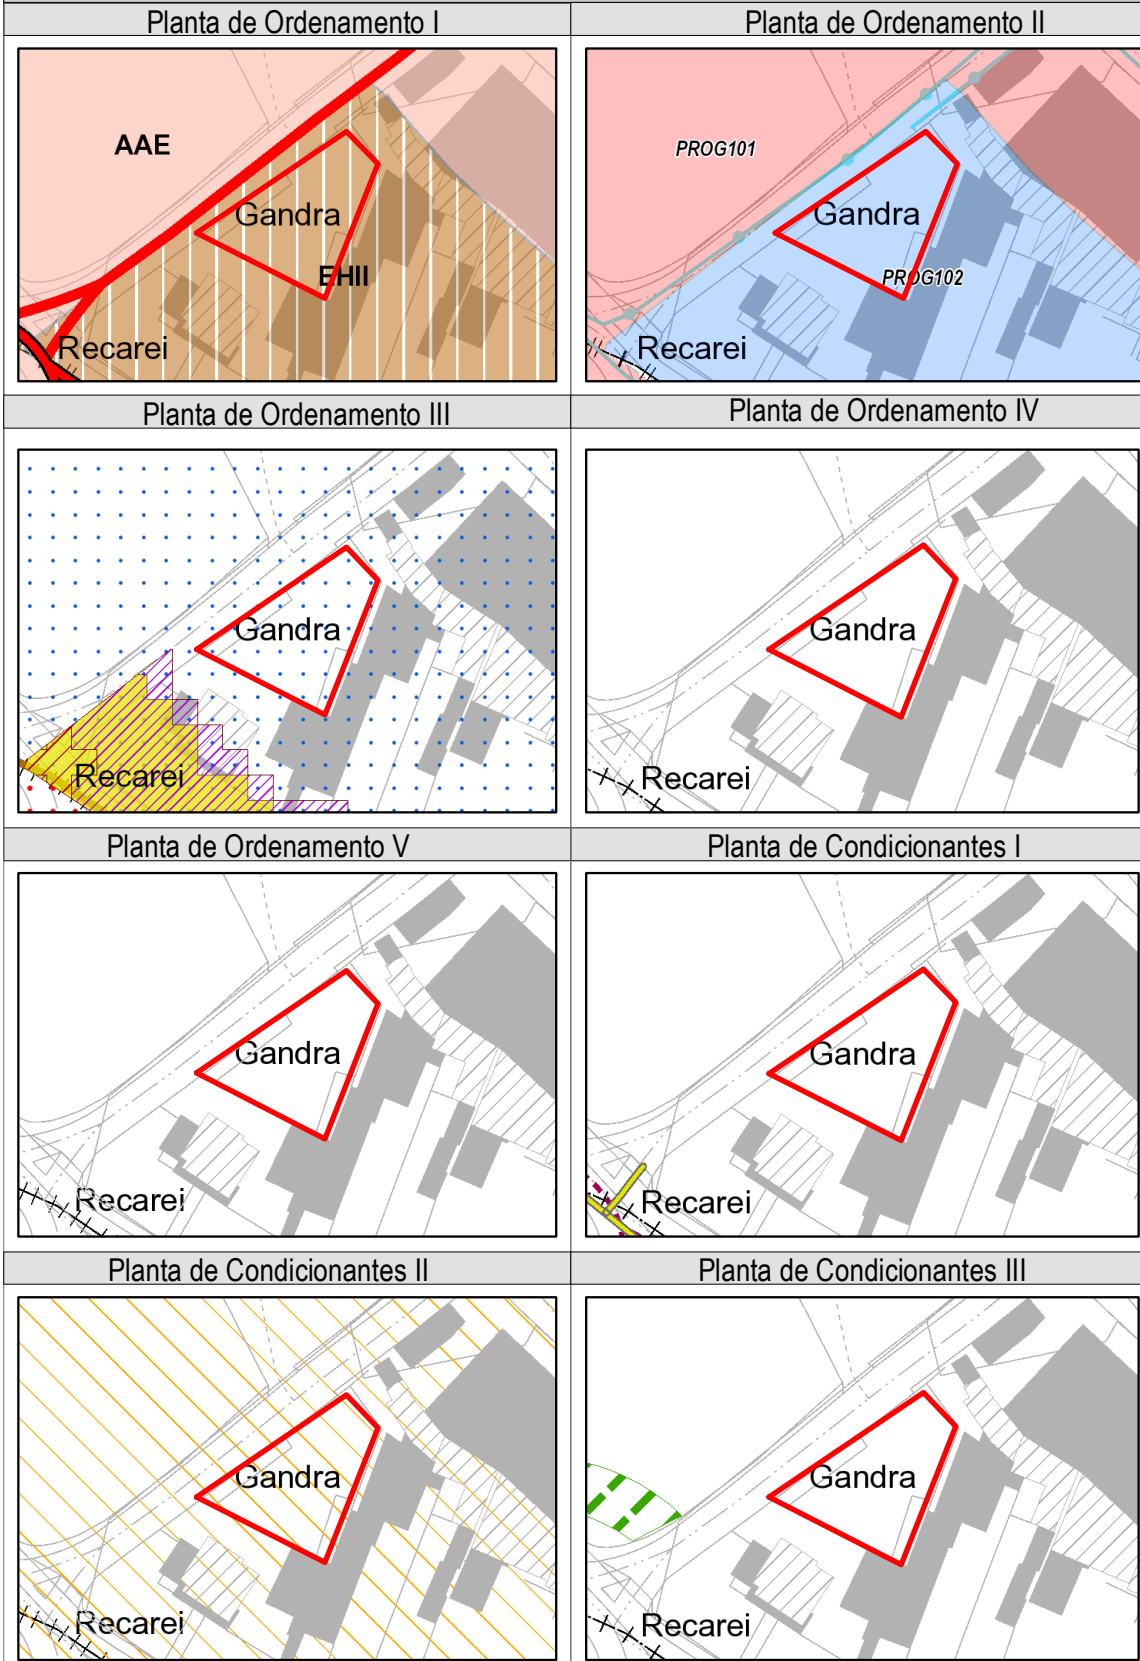 Planta de Ordenamento I
Planta de Ordenamento II
AAE
Gandra
EHII
Recarei
PROG101
Gandra
PROG102
Recarei
Planta de Ordenamento III
Planta de Ordenamento IV
Gandra
Recarei
Gandra
Recarei
Planta de Ordenamento V
Planta de Condicionantes I
Gandra
Recarei
Gandra
Recarei
Planta de Condicionantes II
Planta de Condicionantes III
Gandra
Recarei
Gandra
Recarei